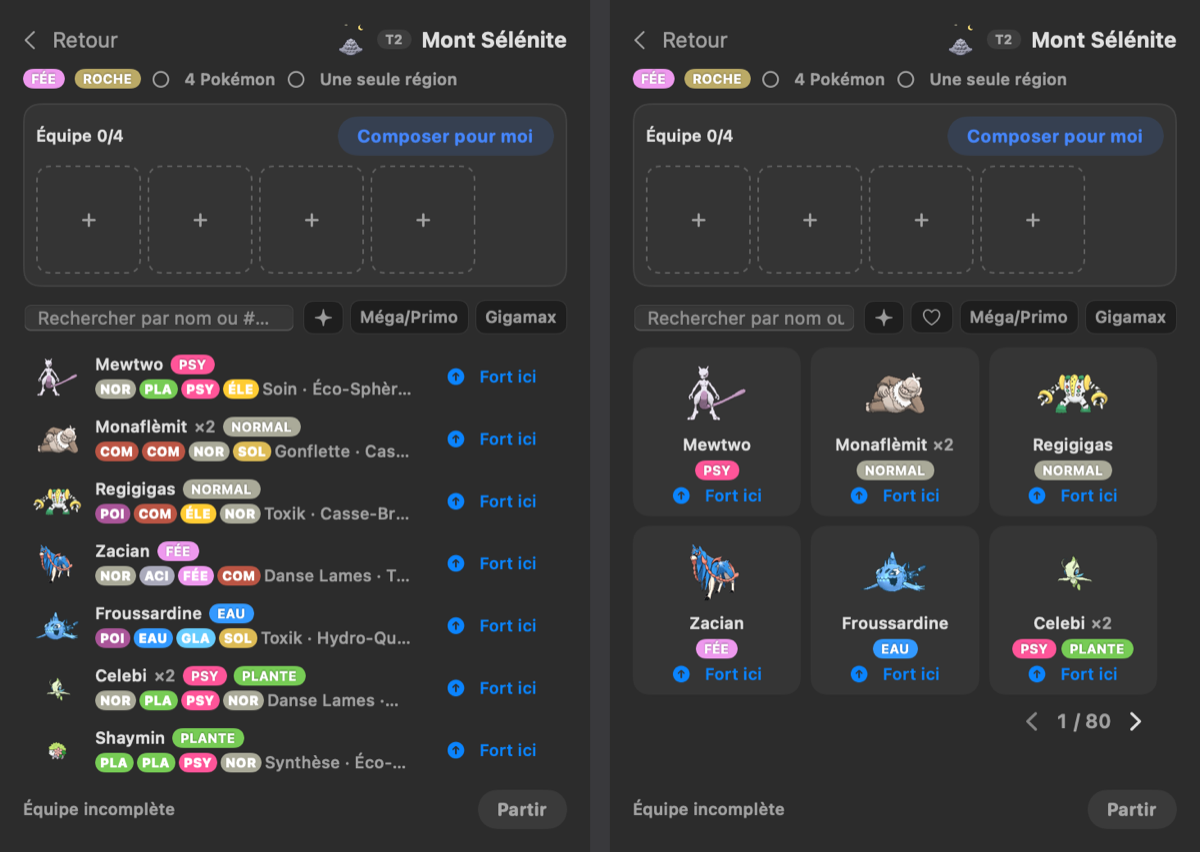 Retour T2 Mont Sélénite
FÉE ROCHE 4 Pokémon Une seule région
Équipe 0/4 Composer pour moi
+ + + +
Rechercher par nom ou #... Méga/Primo Gigamax
Mewtwo PSY
NOR PLA PSY ÉLE Soin · Éco-Sphèr...
Fort ici
Monaflèmit ×2 NORMAL
COM COM NOR SOL Gonflette · Cas...
Fort ici
Regigigas NORMAL
POI COM ÉLE NOR Toxik · Casse-Br...
Fort ici
Zacian FÉE
NOR ACI FÉE COM Danse Lames · T...
Fort ici
Froussardine EAU
POI EAU GLA SOL Toxik · Hydro-Qu...
Fort ici
Celebi ×2 PSY PLANTE
NOR PLA PSY NOR Danse Lames ·...
Fort ici
Shaymin PLANTE
PLA PLA PSY NOR Synthèse · Éco-...
Fort ici
Équipe incomplète Partir
Retour T2 Mont Sélénite
FÉE ROCHE 4 Pokémon Une seule région
Équipe 0/4 Composer pour moi
+ + + +
Rechercher par nom ou Méga/Primo Gigamax
Mewtwo Monaflèmit ×2 Regigigas
PSY NORMAL NORMAL
Fort ici Fort ici Fort ici
Zacian Froussardine Celebi ×2
FÉE EAU PSY PLANTE
Fort ici Fort ici Fort ici
1 / 80
Équipe incomplète Partir